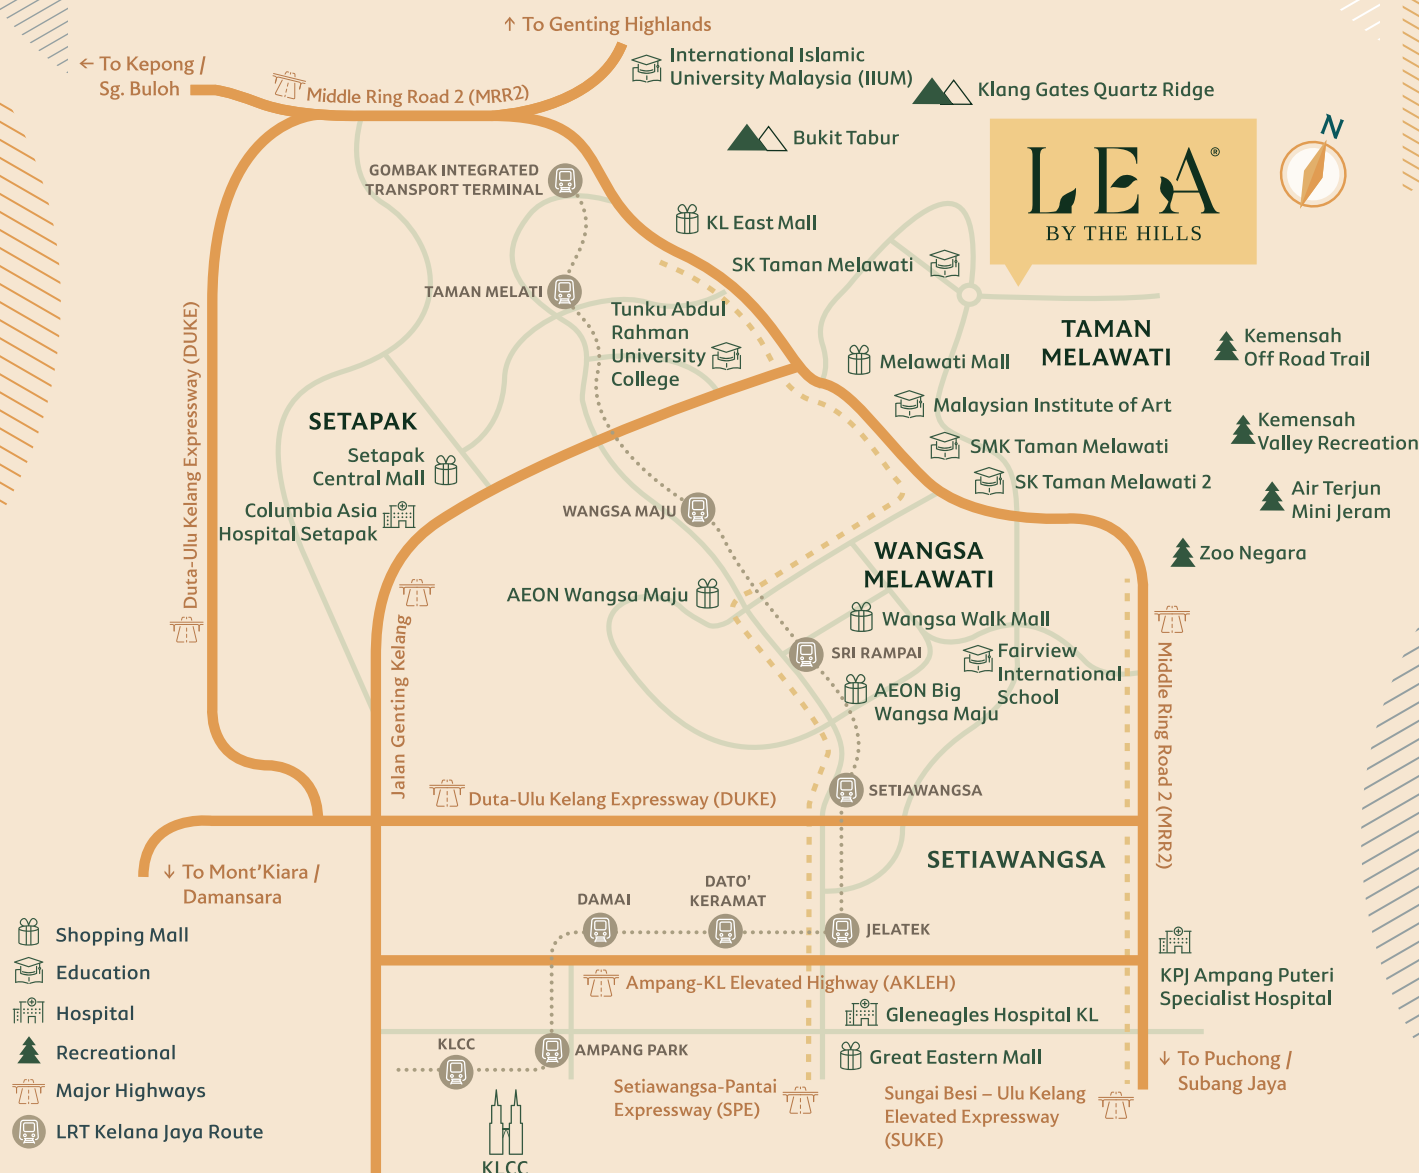 ↑ To Genting Highlands
← To Kepong /
Sg. Buloh
Middle Ring Road 2 (MRR2)
International Islamic
University Malaysia (IIUM)
Klang Gates Quartz Ridge
Bukit Tabur
N
LEA®
BY THE HILLS
GOMBAK INTEGRATED
TRANSPORT TERMINAL
KL East Mall
SK Taman Melawati
TAMAN MELATI
Tunku Abdul
Rahman
University
College
TAMAN
MELAWATI
Kemensah
Off Road Trail
Melawati Mall
Malaysian Institute of Art
Kemensah
Valley Recreation
SMK Taman Melawati
SK Taman Melawati 2
Air Terjun
Mini Jeram
Zoo Negara
Duta-Ulu Kelang Expressway (DUKE)
SETAPAK
Setapak
Central Mall
Columbia Asia
Hospital Setapak
WANGSA MAJU
WANGSA
MELAWATI
AEON Wangsa Maju
Wangsa Walk Mall
SRI RAMPAI
Fairview
International
School
AEON Big
Wangsa Maju
Jalan Genting Kelang
Middle Ring Road 2 (MRR2)
SETIAWANGSA
Duta-Ulu Kelang Expressway (DUKE)
SETIAWANGSA
↓ To Mont'Kiara /
Damansara
DAMAI
DATO'
KERAMAT
JELATEK
Ampang-KL Elevated Highway (AKLEH)
KPJ Ampang Puteri
Specialist Hospital
Gleneagles Hospital KL
KLCC
AMPANG PARK
Great Eastern Mall
↓ To Puchong /
Subang Jaya
Setiawangsa-Pantai
Expressway (SPE)
Sungai Besi – Ulu Kelang
Elevated Expressway
(SUKE)
KLCC
Shopping Mall
Education
Hospital
Recreational
Major Highways
LRT Kelana Jaya Route